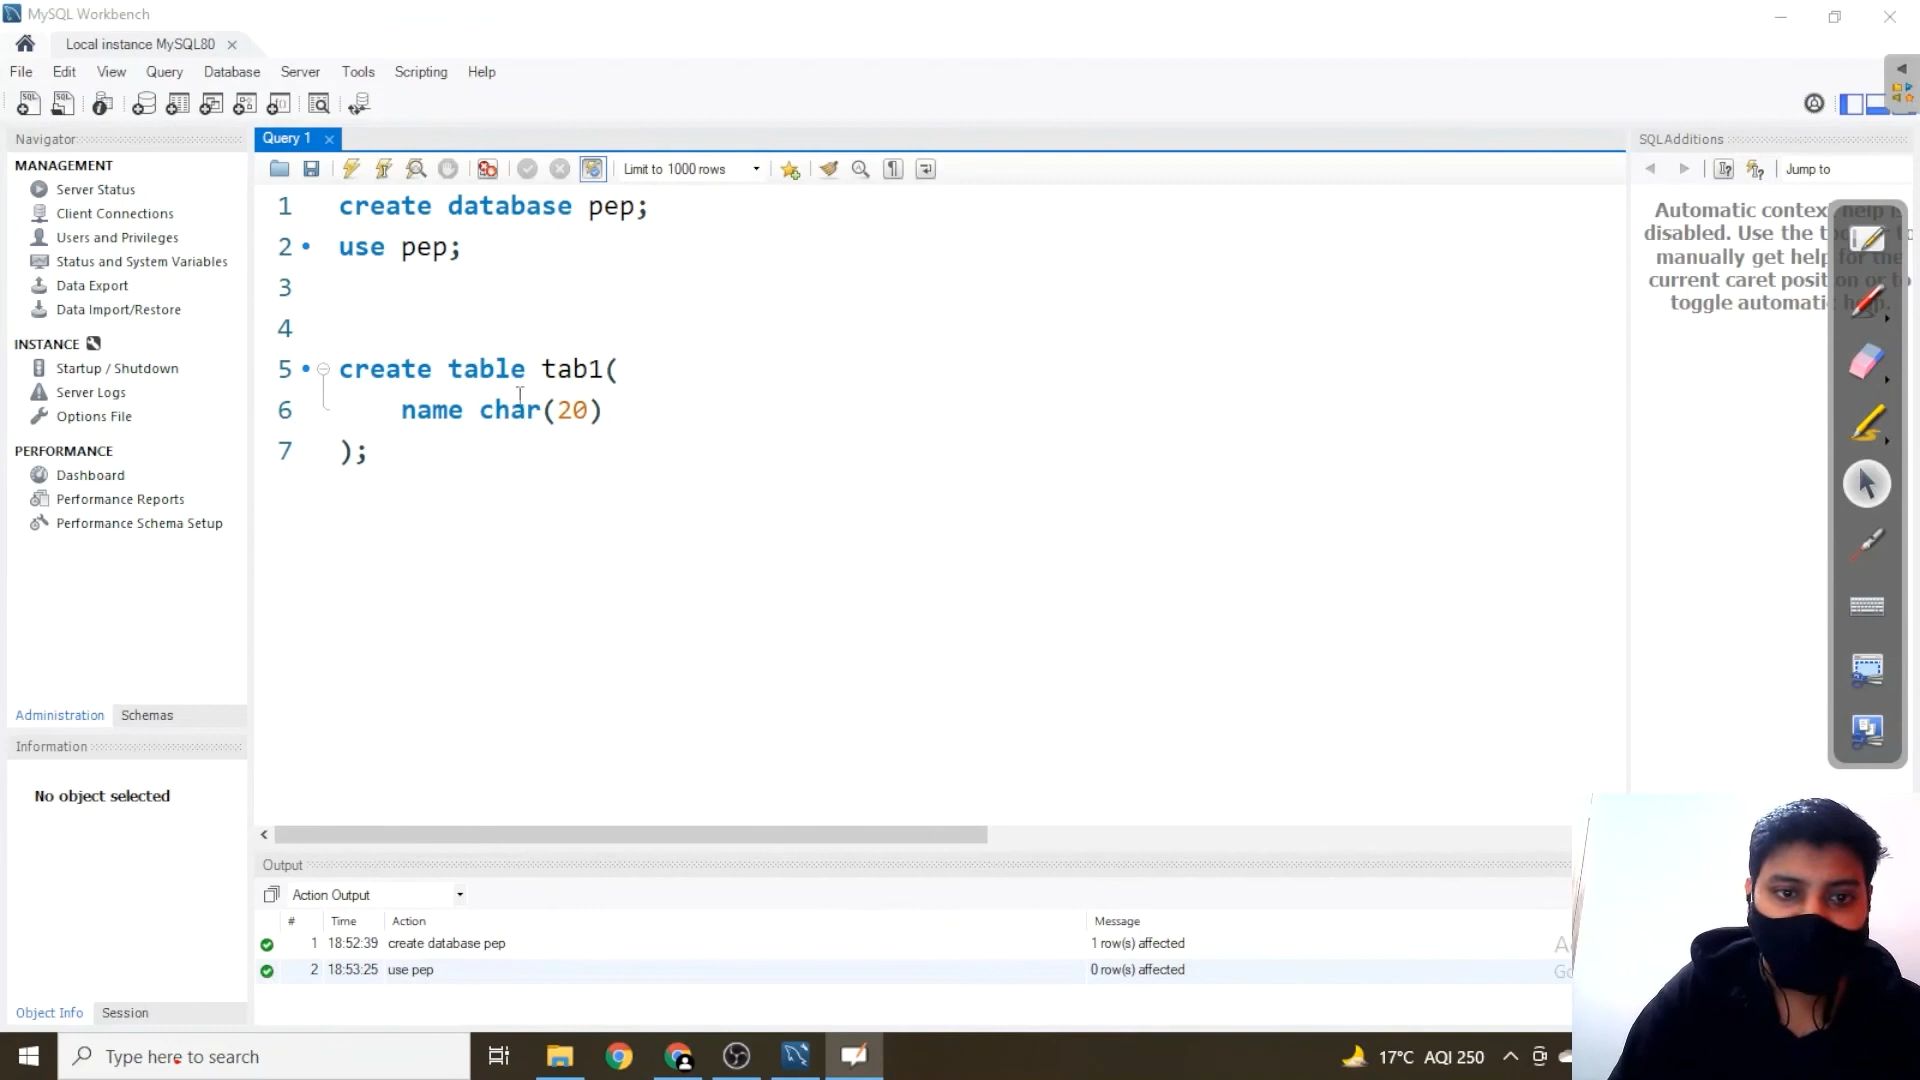 MySQL Workbench
Local instance MySQL80
File Edit View Query Database Server Tools Scripting Help
Navigator
MANAGEMENT
Server Status
Client Connections
Users and Privileges
Status and System Variables
Data Export
Data Import/Restore
INSTANCE
Startup / Shutdown
Server Logs
Options File
PERFORMANCE
Dashboard
Performance Reports
Performance Schema Setup
Administration Schemas
Information
No object selected
Object Info Session
Query 1
Limit to 1000 rows
1 create database pep;
2 use pep;
3
4
5 create table tab1(
6 name char(20)
7 );
SQLAdditions
Jump to
Automatic context help is
disabled. Use the
manually get help for the
current caret position or to
toggle automatic help.
Output
Action Output
# Time Action Message
1 18:52:39 create database pep 1 row(s) affected
2 18:53:25 use pep 0 row(s) affected
Type here to search
17°C AQI 250